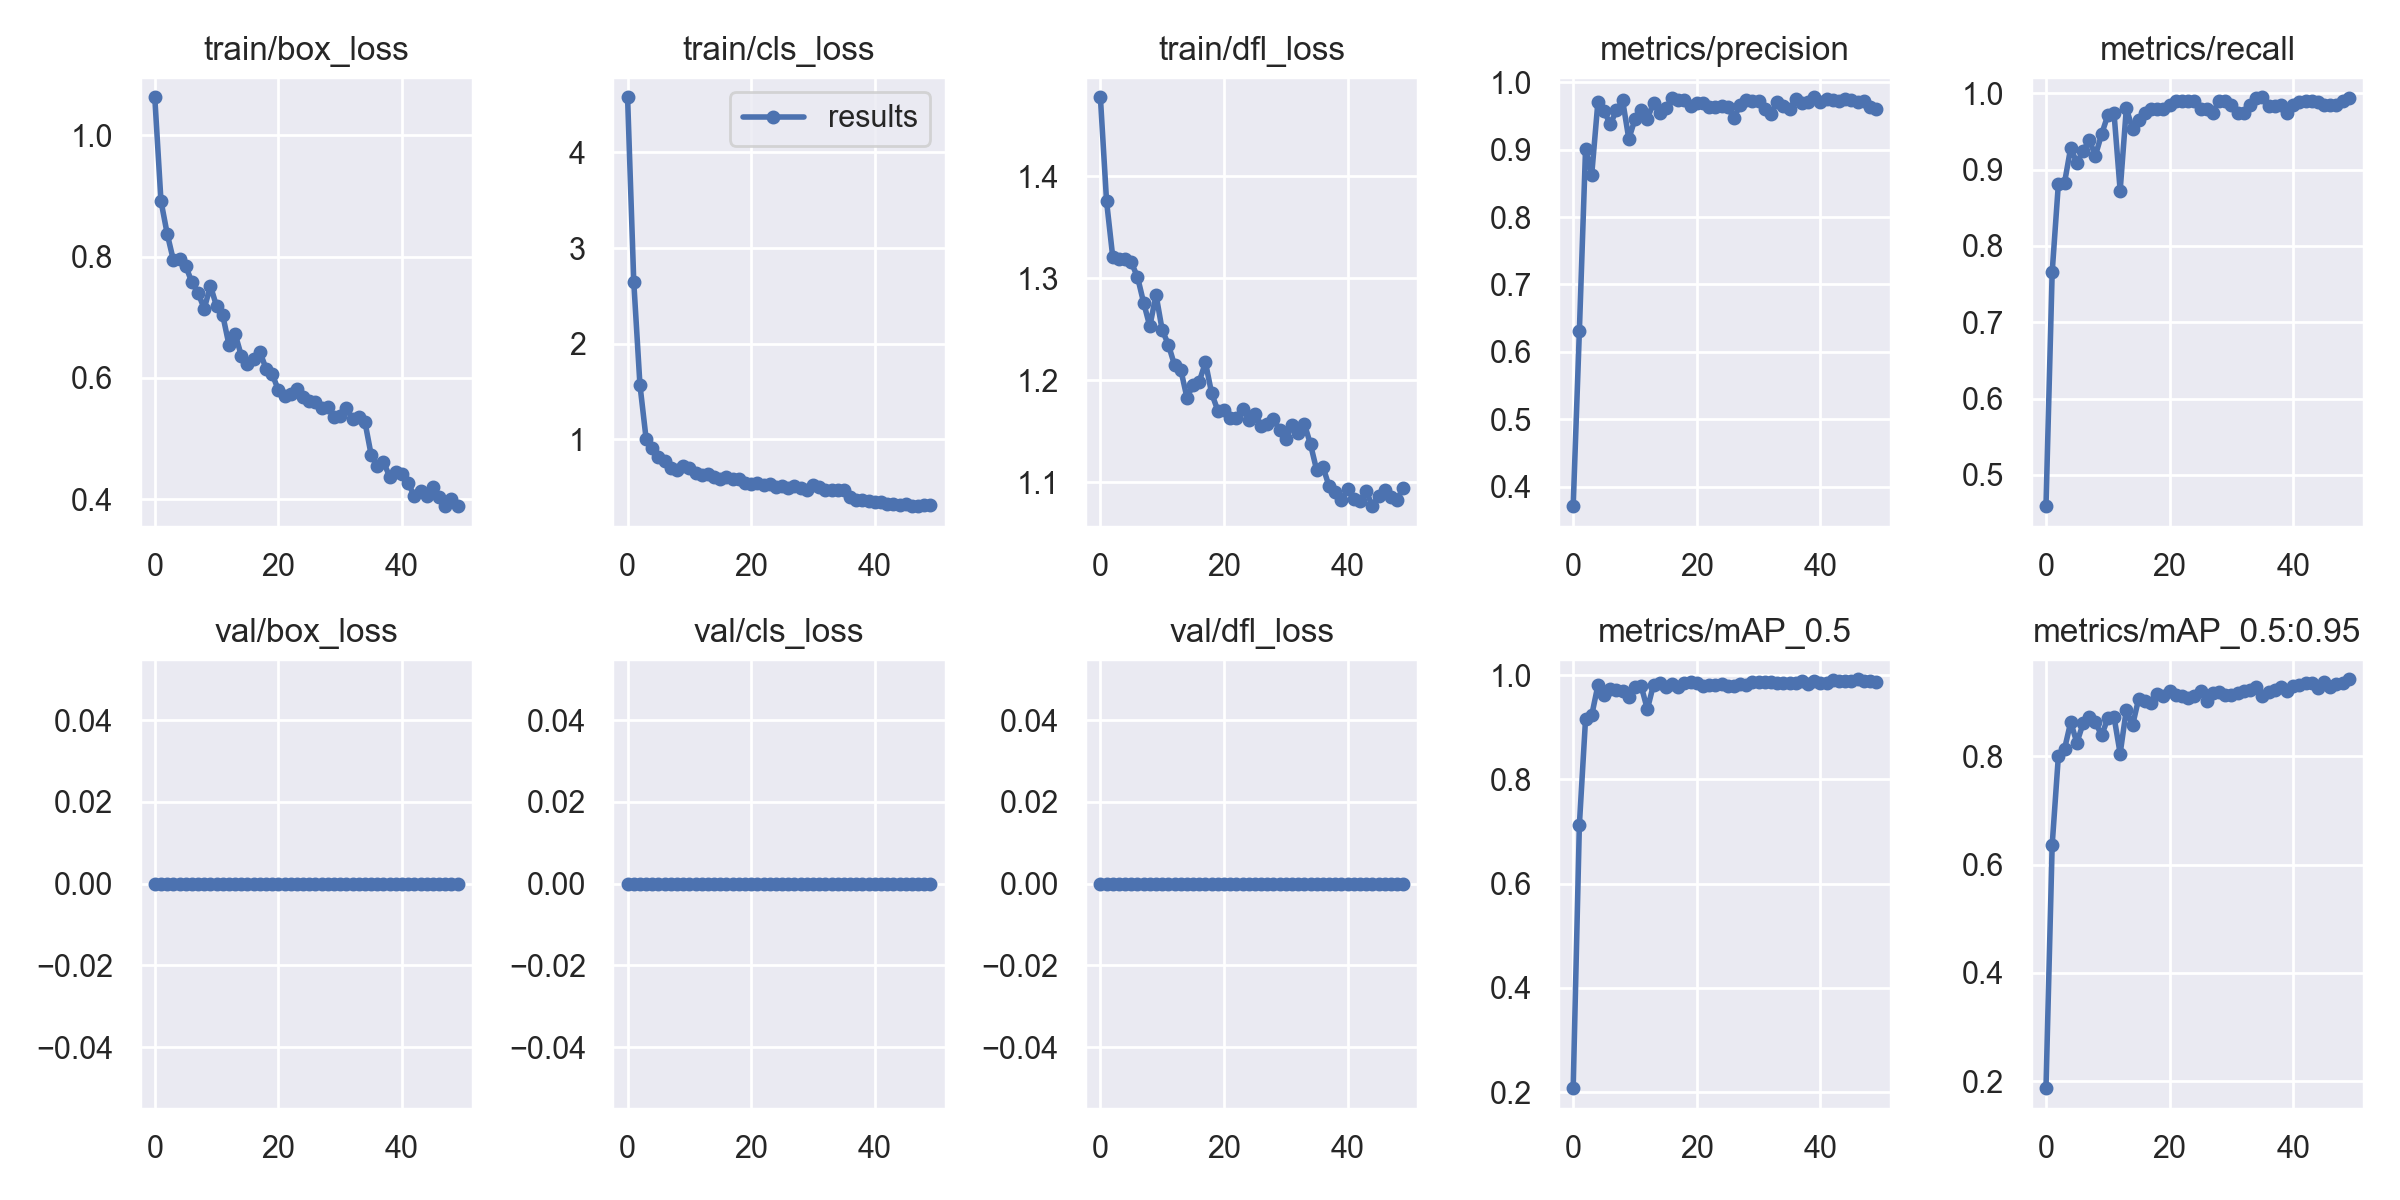 train/box_loss
1.0
0.8
0.6
0.4
0 20 40
train/cls_loss
results
4
3
2
1
0 20 40
train/dfl_loss
1.4
1.3
1.2
1.1
0 20 40
metrics/precision
1.0
0.9
0.8
0.7
0.6
0.5
0.4
0 20 40
metrics/recall
1.0
0.9
0.8
0.7
0.6
0.5
0 20 40
val/box_loss
0.04
0.02
0.00
−0.02
−0.04
0 20 40
val/cls_loss
0.04
0.02
0.00
−0.02
−0.04
0 20 40
val/dfl_loss
0.04
0.02
0.00
−0.02
−0.04
0 20 40
metrics/mAP_0.5
1.0
0.8
0.6
0.4
0.2
0 20 40
metrics/mAP_0.5:0.95
0.8
0.6
0.4
0.2
0 20 40